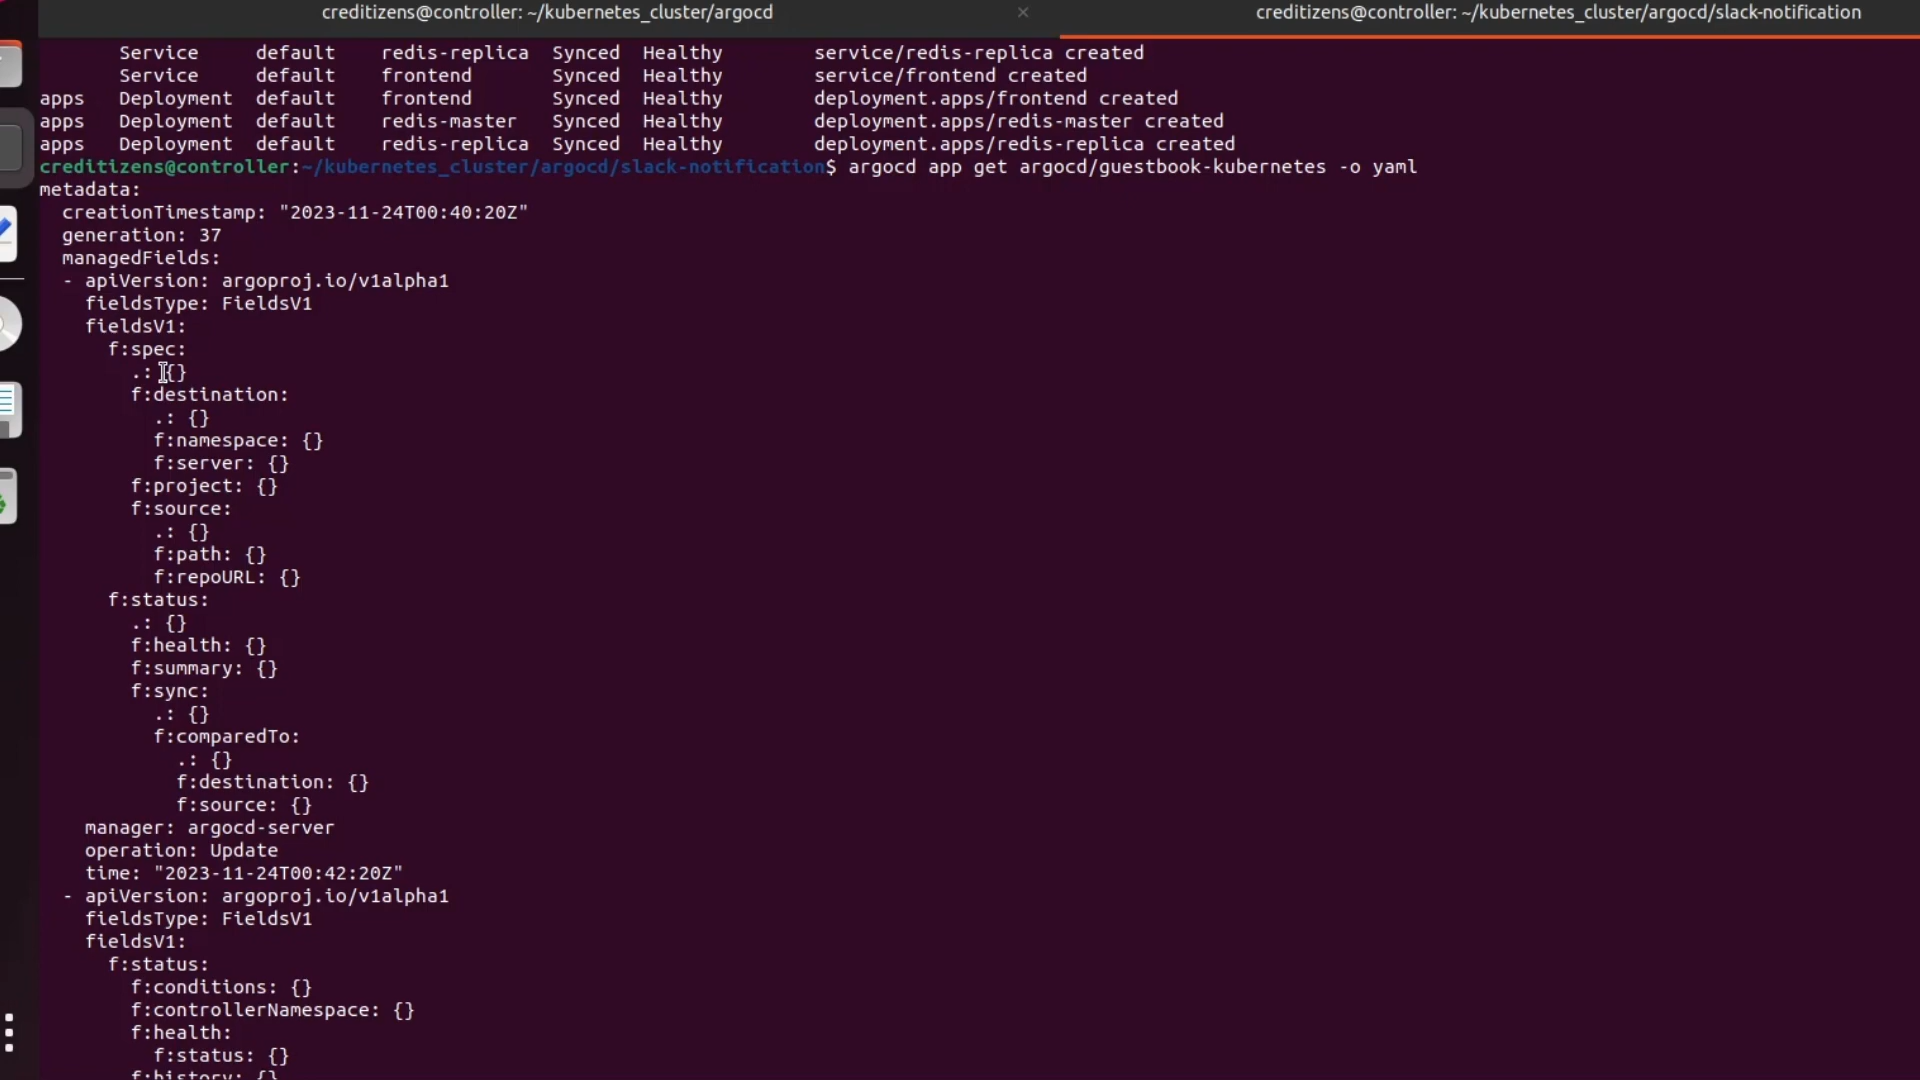 creditizens@controller: ~/kubernetes_cluster/argocd × creditizens@controller: ~/kubernetes_cluster/argocd/slack-notification
Service default redis-replica Synced Healthy service/redis-replica created
Service default frontend Synced Healthy service/frontend created
apps Deployment default frontend Synced Healthy deployment.apps/frontend created
apps Deployment default redis-master Synced Healthy deployment.apps/redis-master created
apps Deployment default redis-replica Synced Healthy deployment.apps/redis-replica created
creditizens@controller:~/kubernetes_cluster/argocd/slack-notification$ argocd app get argocd/guestbook-kubernetes -o yaml
metadata:
  creationTimestamp: "2023-11-24T00:40:20Z"
  generation: 37
  managedFields:
  - apiVersion: argoproj.io/v1alpha1
    fieldsType: FieldsV1
    fieldsV1:
      f:spec:
        .: {}
        f:destination:
          .: {}
          f:namespace: {}
          f:server: {}
        f:project: {}
        f:source:
          .: {}
          f:path: {}
          f:repoURL: {}
      f:status:
        .: {}
        f:health: {}
        f:summary: {}
        f:sync:
          .: {}
          f:comparedTo:
            .: {}
            f:destination: {}
            f:source: {}
    manager: argocd-server
    operation: Update
    time: "2023-11-24T00:42:20Z"
  - apiVersion: argoproj.io/v1alpha1
    fieldsType: FieldsV1
    fieldsV1:
      f:status:
        f:conditions: {}
        f:controllerNamespace: {}
        f:health:
          f:status: {}
        f:history: {}